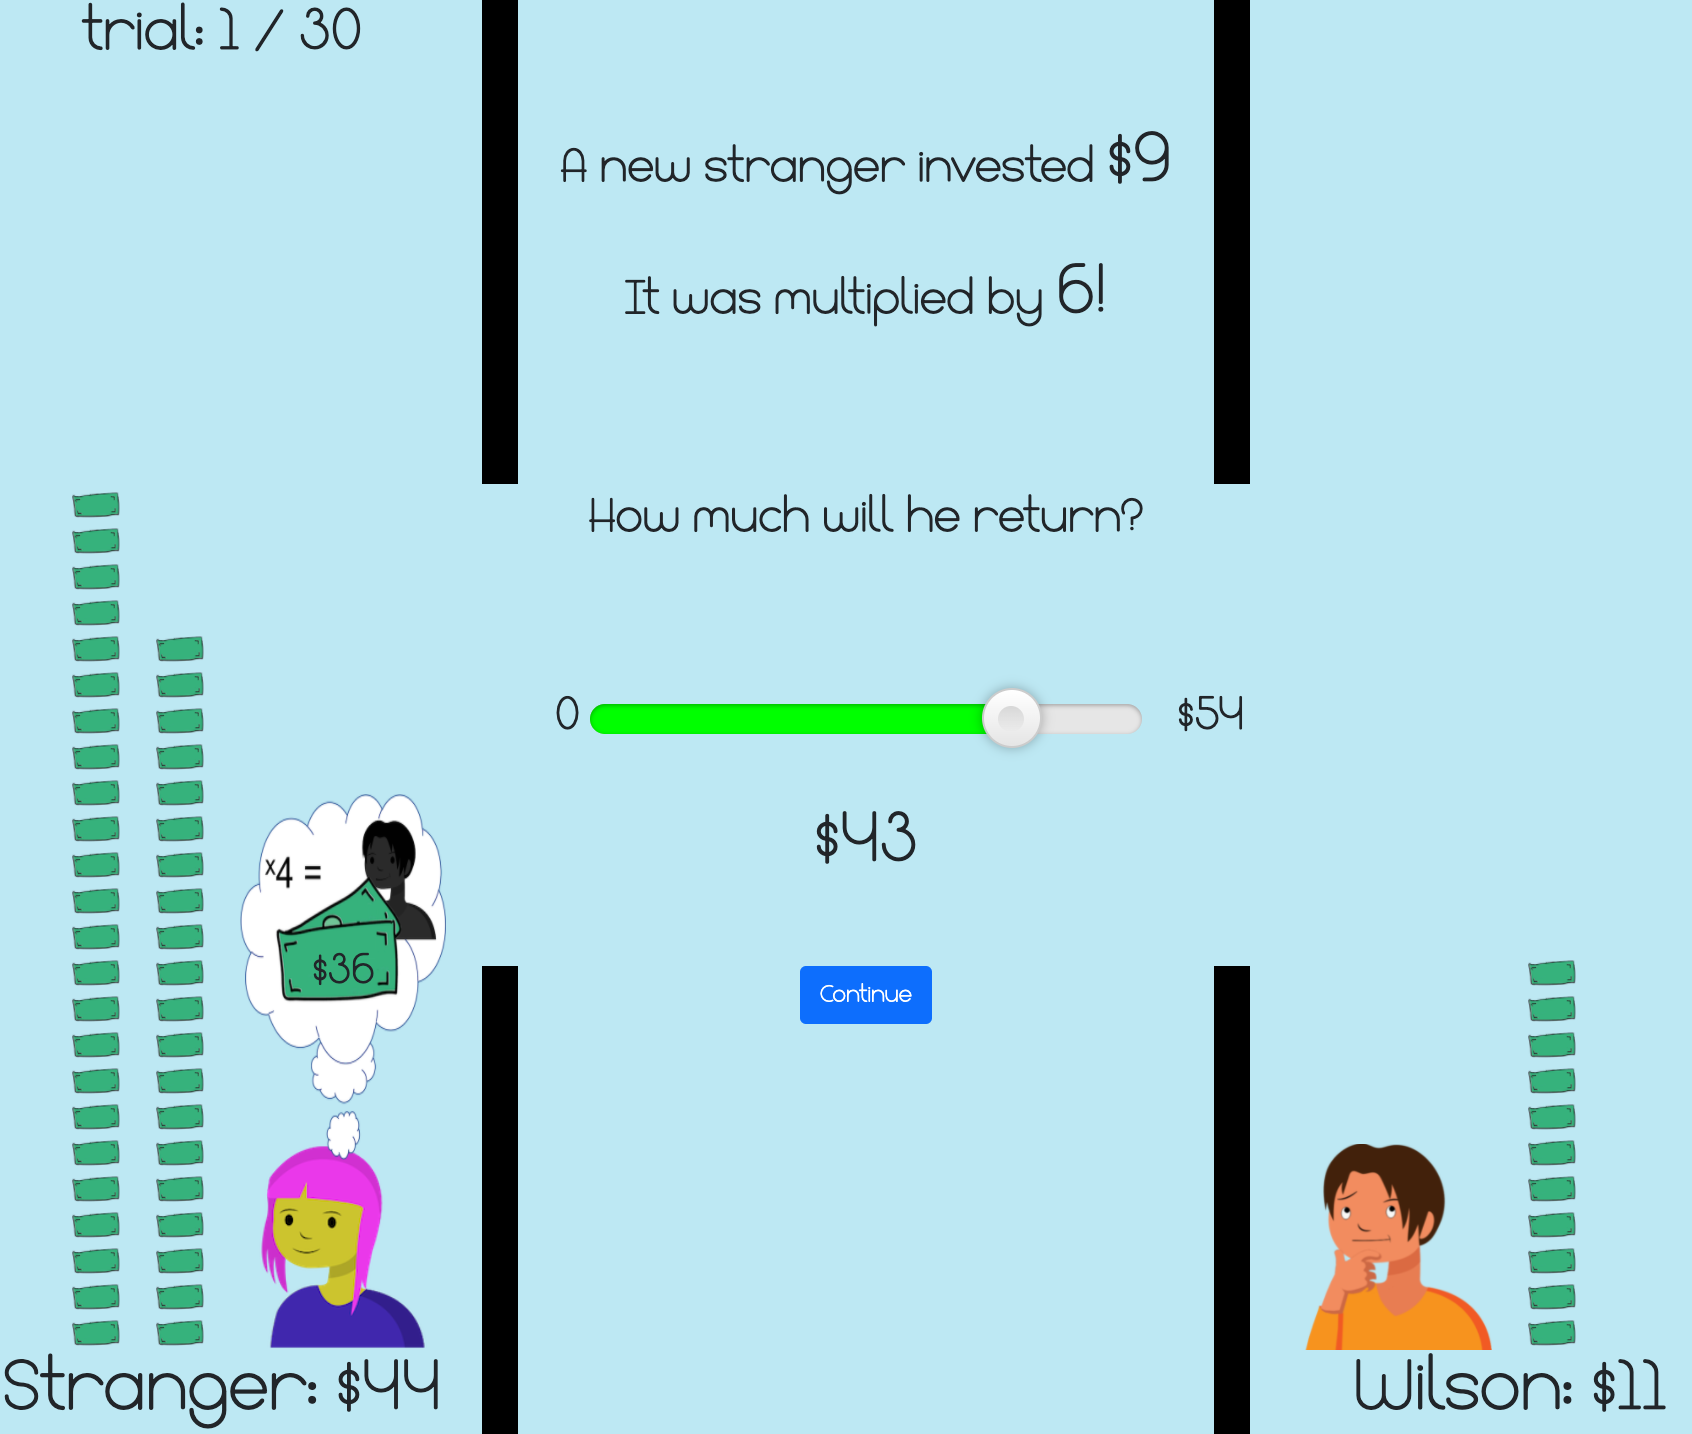 trial: 1 / 30
A new stranger invested $9
It was multiplied by 6!
How much will he return?
0
$54
$43
x4 =
$36
Continue
Stranger: $44
Wilson: $11